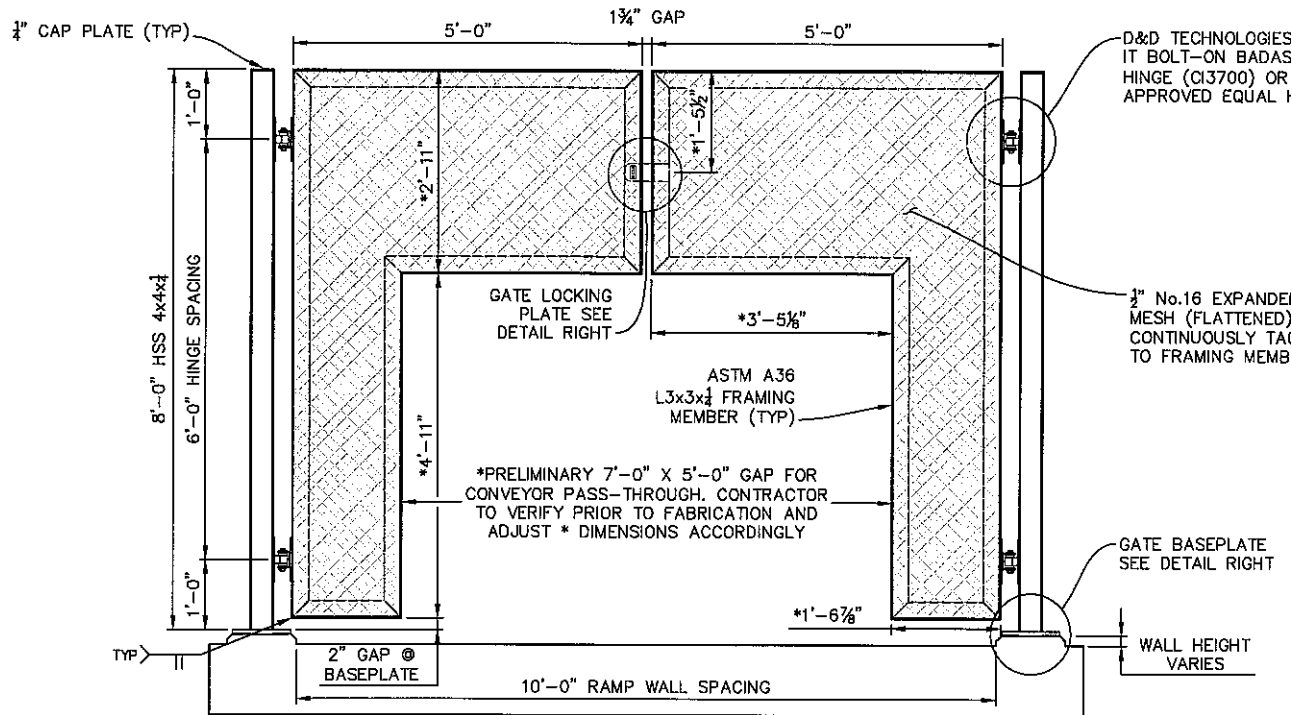 1¾" GAP
¼" CAP PLATE (TYP)
5'-0"
5'-0"
D&D TECHNOLOGIES
IT BOLT-ON BADAS
HINGE (CI3700) OR
APPROVED EQUAL H
1'-0"
*2'-11"
*1'-5½"
8'-0" HSS 4x4x¼
6'-0" HINGE SPACING
GATE LOCKING
PLATE SEE
DETAIL RIGHT
*3'-5⅛"
½" No.16 EXPANDE
MESH (FLATTENED)
CONTINUOUSLY TA
TO FRAMING MEMB
ASTM A36
L3x3x¼ FRAMING
MEMBER (TYP)
*4'-11"
*PRELIMINARY 7'-0" X 5'-0" GAP FOR
CONVEYOR PASS-THROUGH. CONTRACTOR
TO VERIFY PRIOR TO FABRICATION AND
ADJUST * DIMENSIONS ACCORDINGLY
GATE BASEPLATE
SEE DETAIL RIGHT
1'-0"
*1'-6⅞"
TYP
2" GAP @
BASEPLATE
WALL HEIGHT
VARIES
10'-0" RAMP WALL SPACING